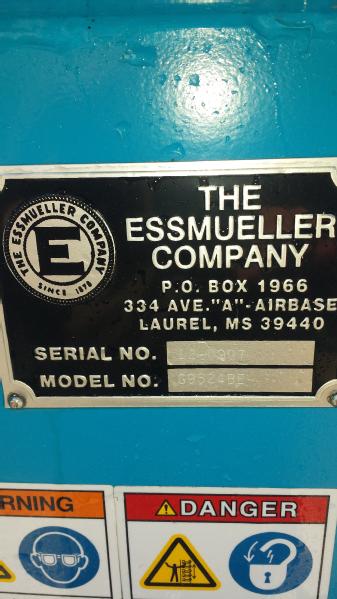 THE ESSMUELLER COMPANY
E
SINCE 1878
THE
ESSMUELLER
COMPANY
P.O. BOX 1966
334 AVE."A"-AIRBASE
LAUREL, MS 39440
SERIAL NO.
MODEL NO.
RNING
DANGER